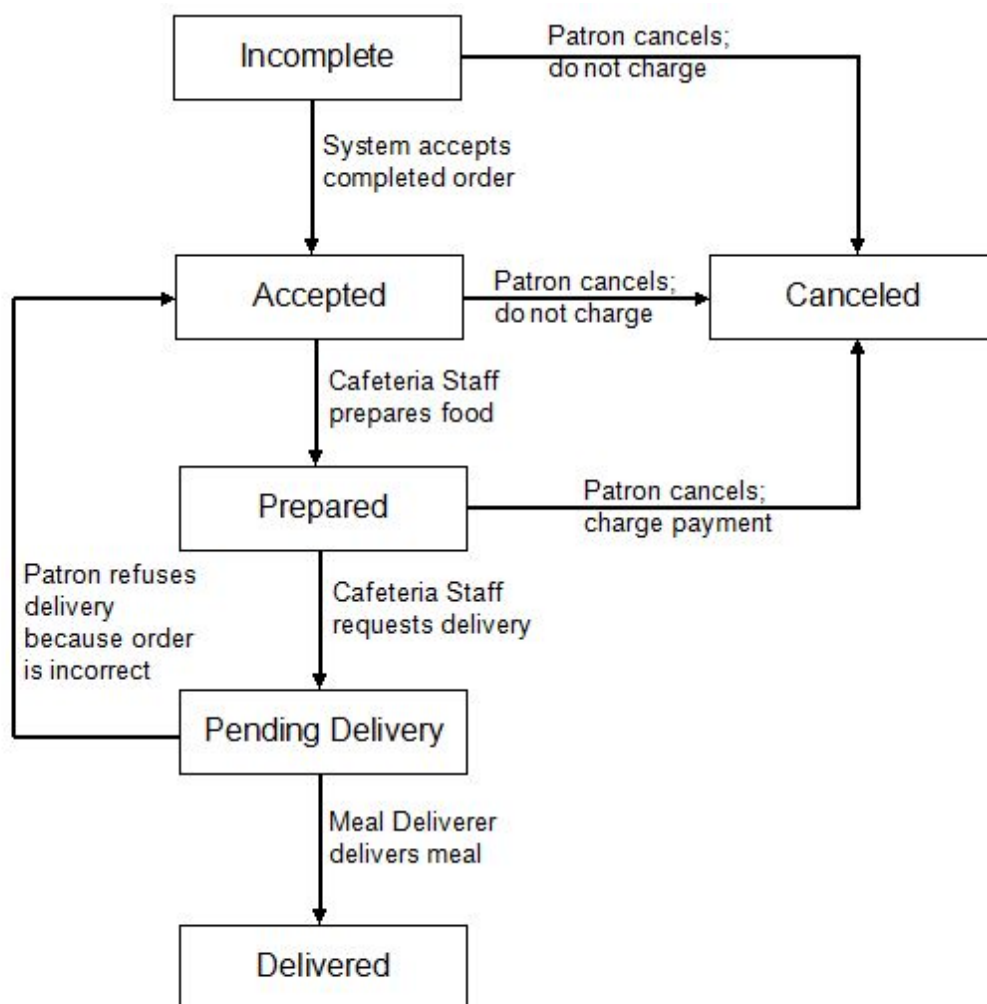 Incomplete
Patron cancels;
do not charge
System accepts
completed order
Accepted
Patron cancels;
do not charge
Canceled
Cafeteria Staff
prepares food
Prepared
Patron cancels;
charge payment
Patron refuses
delivery
because order
is incorrect
Cafeteria Staff
requests delivery
Pending Delivery
Meal Deliverer
delivers meal
Delivered